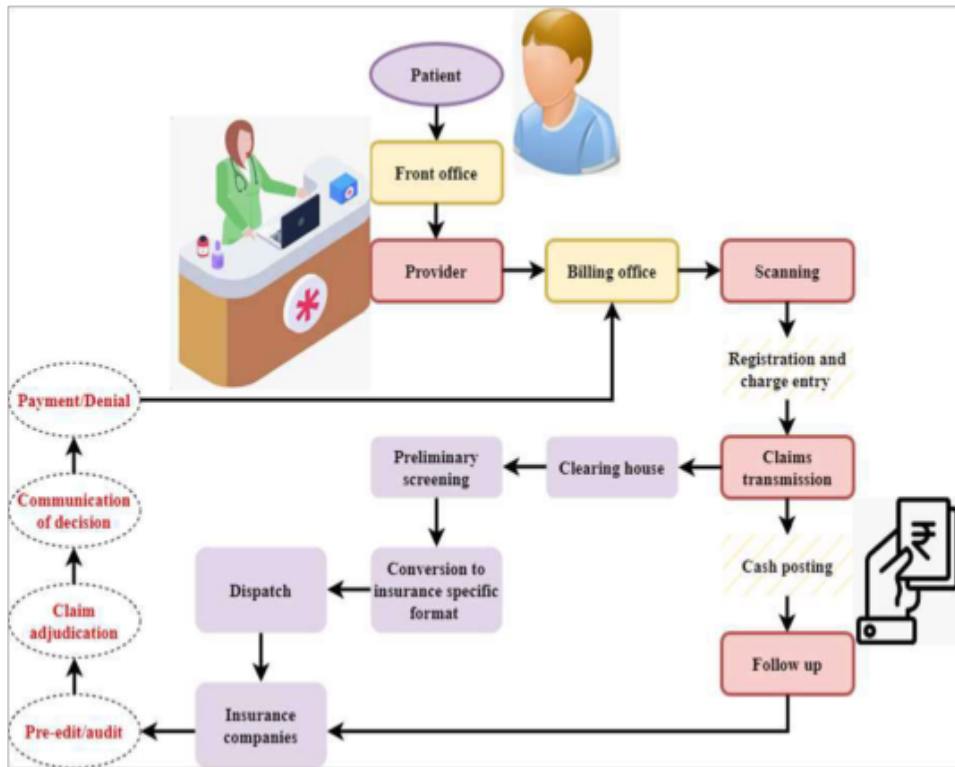 Patient
Front office
Provider
Billing office
Scanning
Registration and
charge entry
Payment/Denial
Preliminary
screening
Clearing house
Claims
transmission
Communication
of decision
Dispatch
Conversion to
insurance specific
format
Cash posting
₹
Claim
adjudication
Follow up
Pre-edit/audit
Insurance
companies